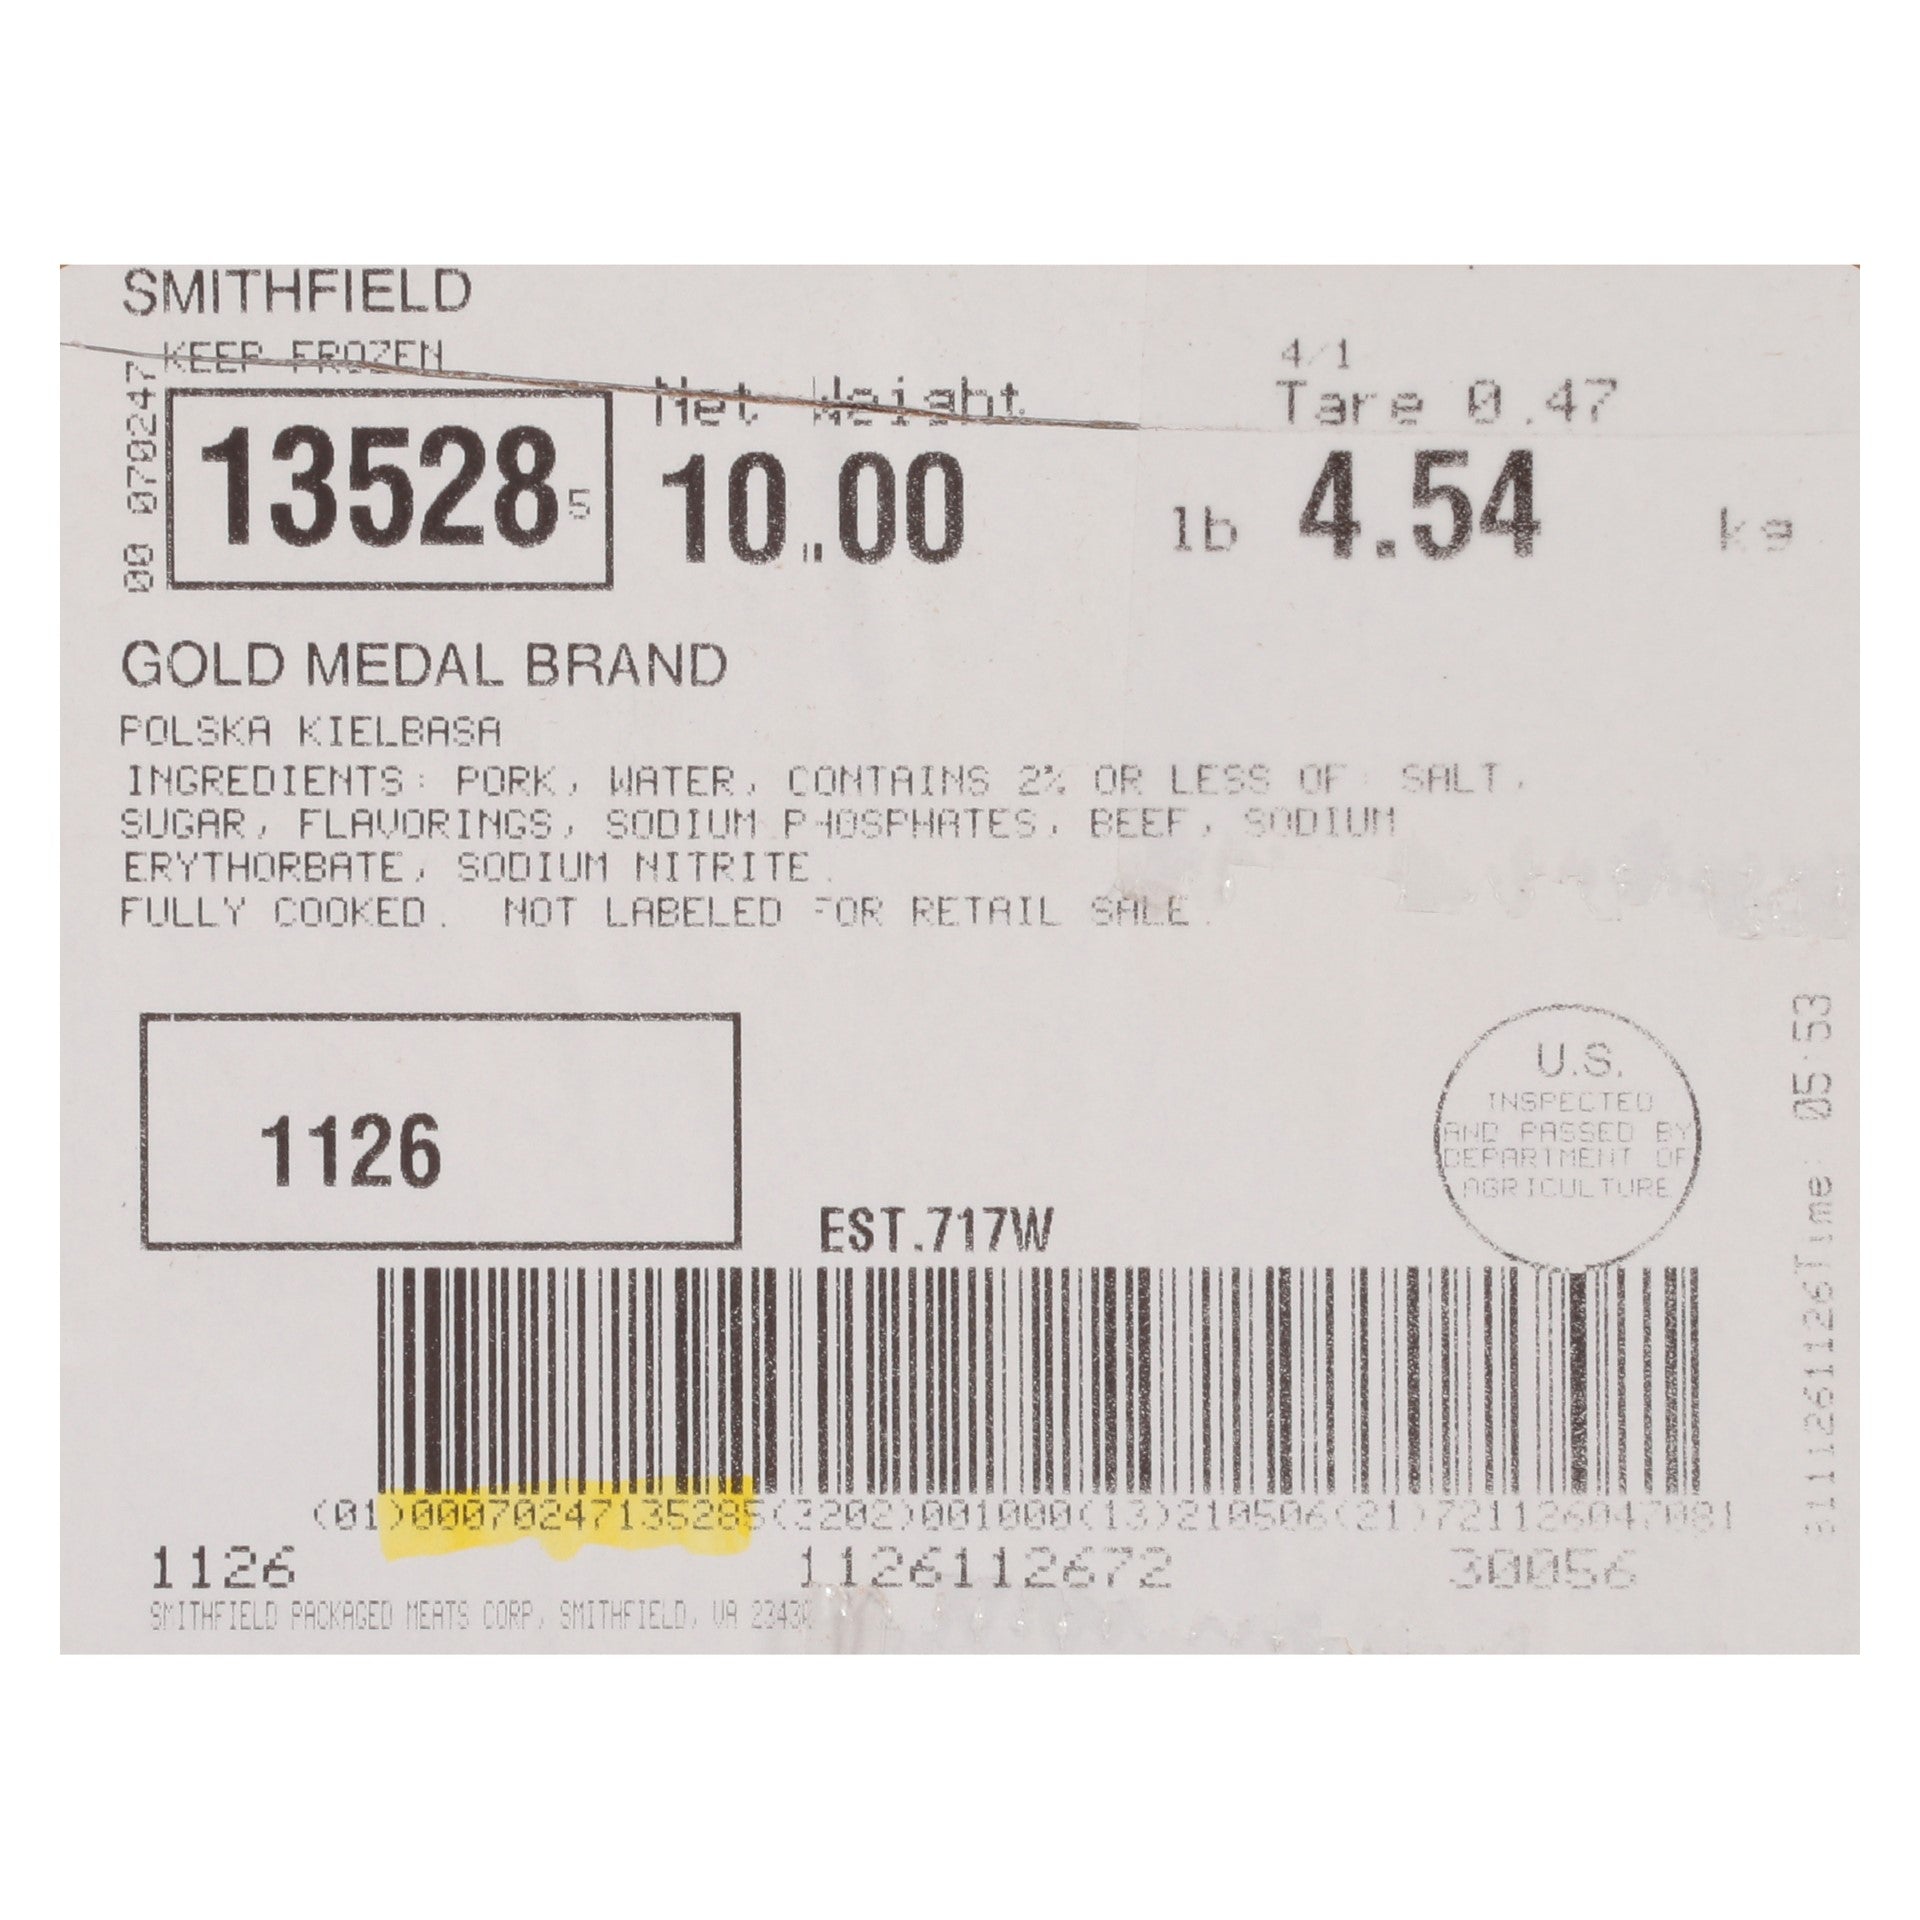 SMITHFIELD
KEEP FROZEN
4/1
Net Weight
Tare 0.47
00 070247
13528 5
10.00 lb 4.54 kg
GOLD MEDAL BRAND
POLSKA KIELBASA
INGREDIENTS: PORK, WATER, CONTAINS 2% OR LESS OF: SALT,
SUGAR, FLAVORINGS, SODIUM PHOSPHATES, BEEF, SODIUM
ERYTHORBATE, SODIUM NITRITE.
FULLY COOKED. NOT LABELED FOR RETAIL SALE.
1126
U.S.
INSPECTED
AND PASSED BY
DEPARTMENT OF
AGRICULTURE
EST.717W
(01)00070247135285(3202)001000(13)210506(21)721126047081
1126
1126112672
30056
SMITHFIELD PACKAGED MEATS CORP, SMITHFIELD, VA 23430
Time: 05:53